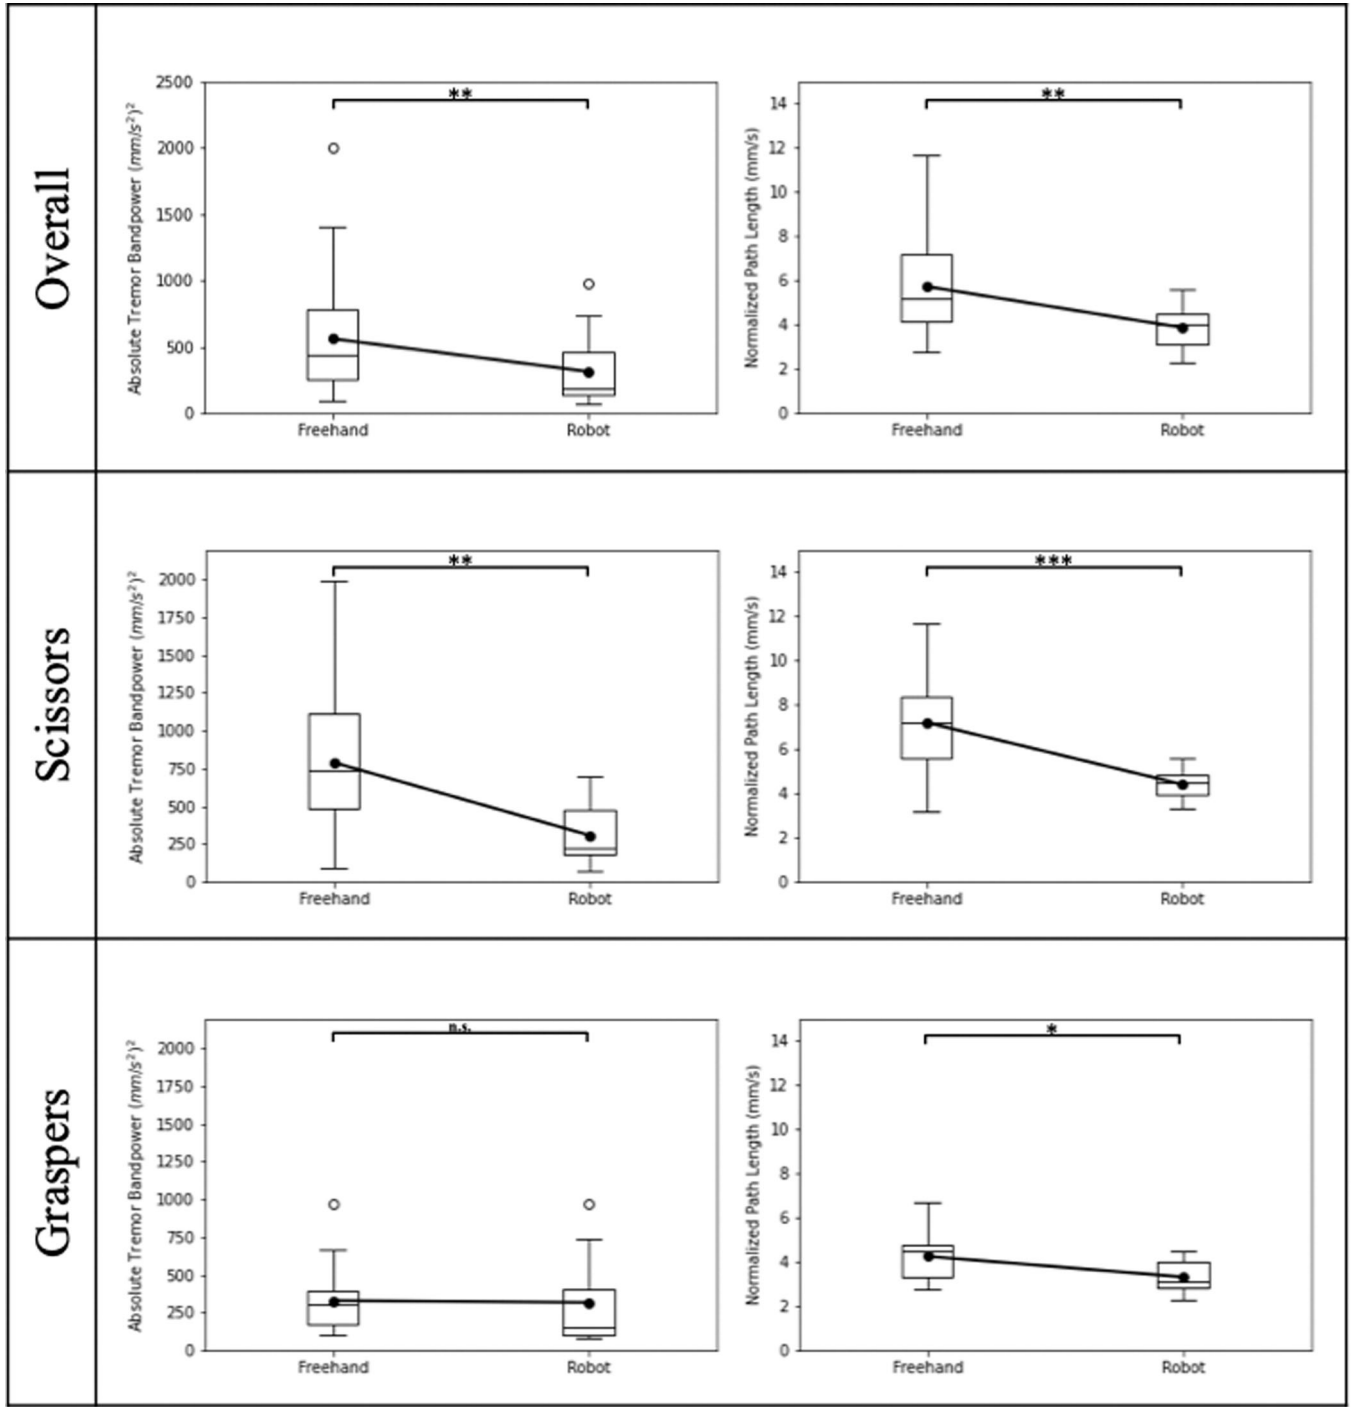 Overall
Absolute Tremor Bandpower (mm/s²)²
2500
2000
1500
1000
500
0
**
Freehand
Robot
Normalized Path Length (mm/s)
14
12
10
8
6
4
2
0
**
Freehand
Robot
Scissors
Absolute Tremor Bandpower (mm/s²)²
2000
1750
1500
1250
1000
750
500
250
0
**
Freehand
Robot
Normalized Path Length (mm/s)
14
12
10
8
6
4
2
0
***
Freehand
Robot
Graspers
Absolute Tremor Bandpower (mm/s²)²
2000
1750
1500
1250
1000
750
500
250
0
n.s.
Freehand
Robot
Normalized Path Length (mm/s)
14
12
10
8
6
4
2
0
*
Freehand
Robot